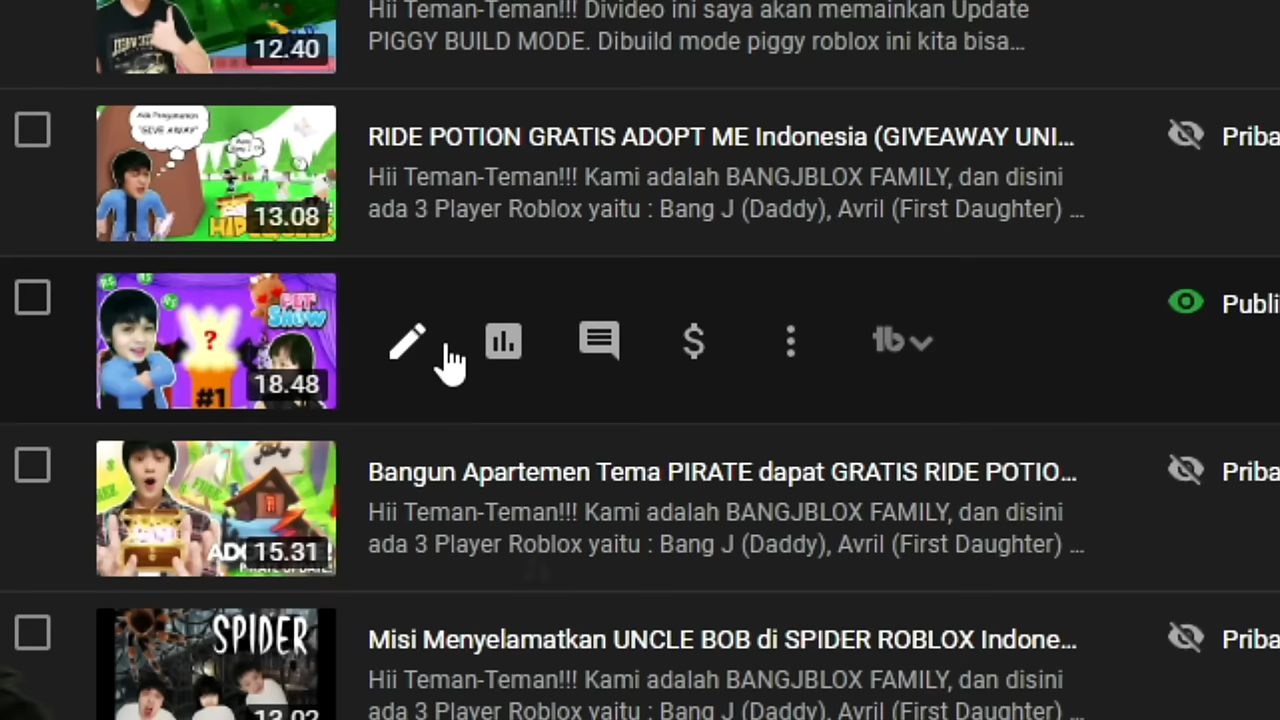 Hii Teman-Teman!!! Divideo ini saya akan memainkan Update
PIGGY BUILD MODE. Dibuild mode piggy roblox ini kita bisa...
12.40
"GIVE AWAY"
13.08
RIDE POTION GRATIS ADOPT ME Indonesia (GIVEAWAY UNI...
Hii Teman-Teman!!! Kami adalah BANGJBLOX FAMILY, dan disini
ada 3 Player Roblox yaitu : Bang J (Daddy), Avril (First Daughter) ...
Priba
PET
SHOW
?
#1
18.48
1b
Publi
15.31
Bangun Apartemen Tema PIRATE dapat GRATIS RIDE POTIO...
Hii Teman-Teman!!! Kami adalah BANGJBLOX FAMILY, dan disini
ada 3 Player Roblox yaitu : Bang J (Daddy), Avril (First Daughter) ...
Priba
SPIDER
13.02
Misi Menyelamatkan UNCLE BOB di SPIDER ROBLOX Indone...
Hii Teman-Teman!!! Kami adalah BANGJBLOX FAMILY, dan disini
ada 3 Player Roblox yaitu : Bang J (Daddy), Avril (First Daughter) ...
Priba